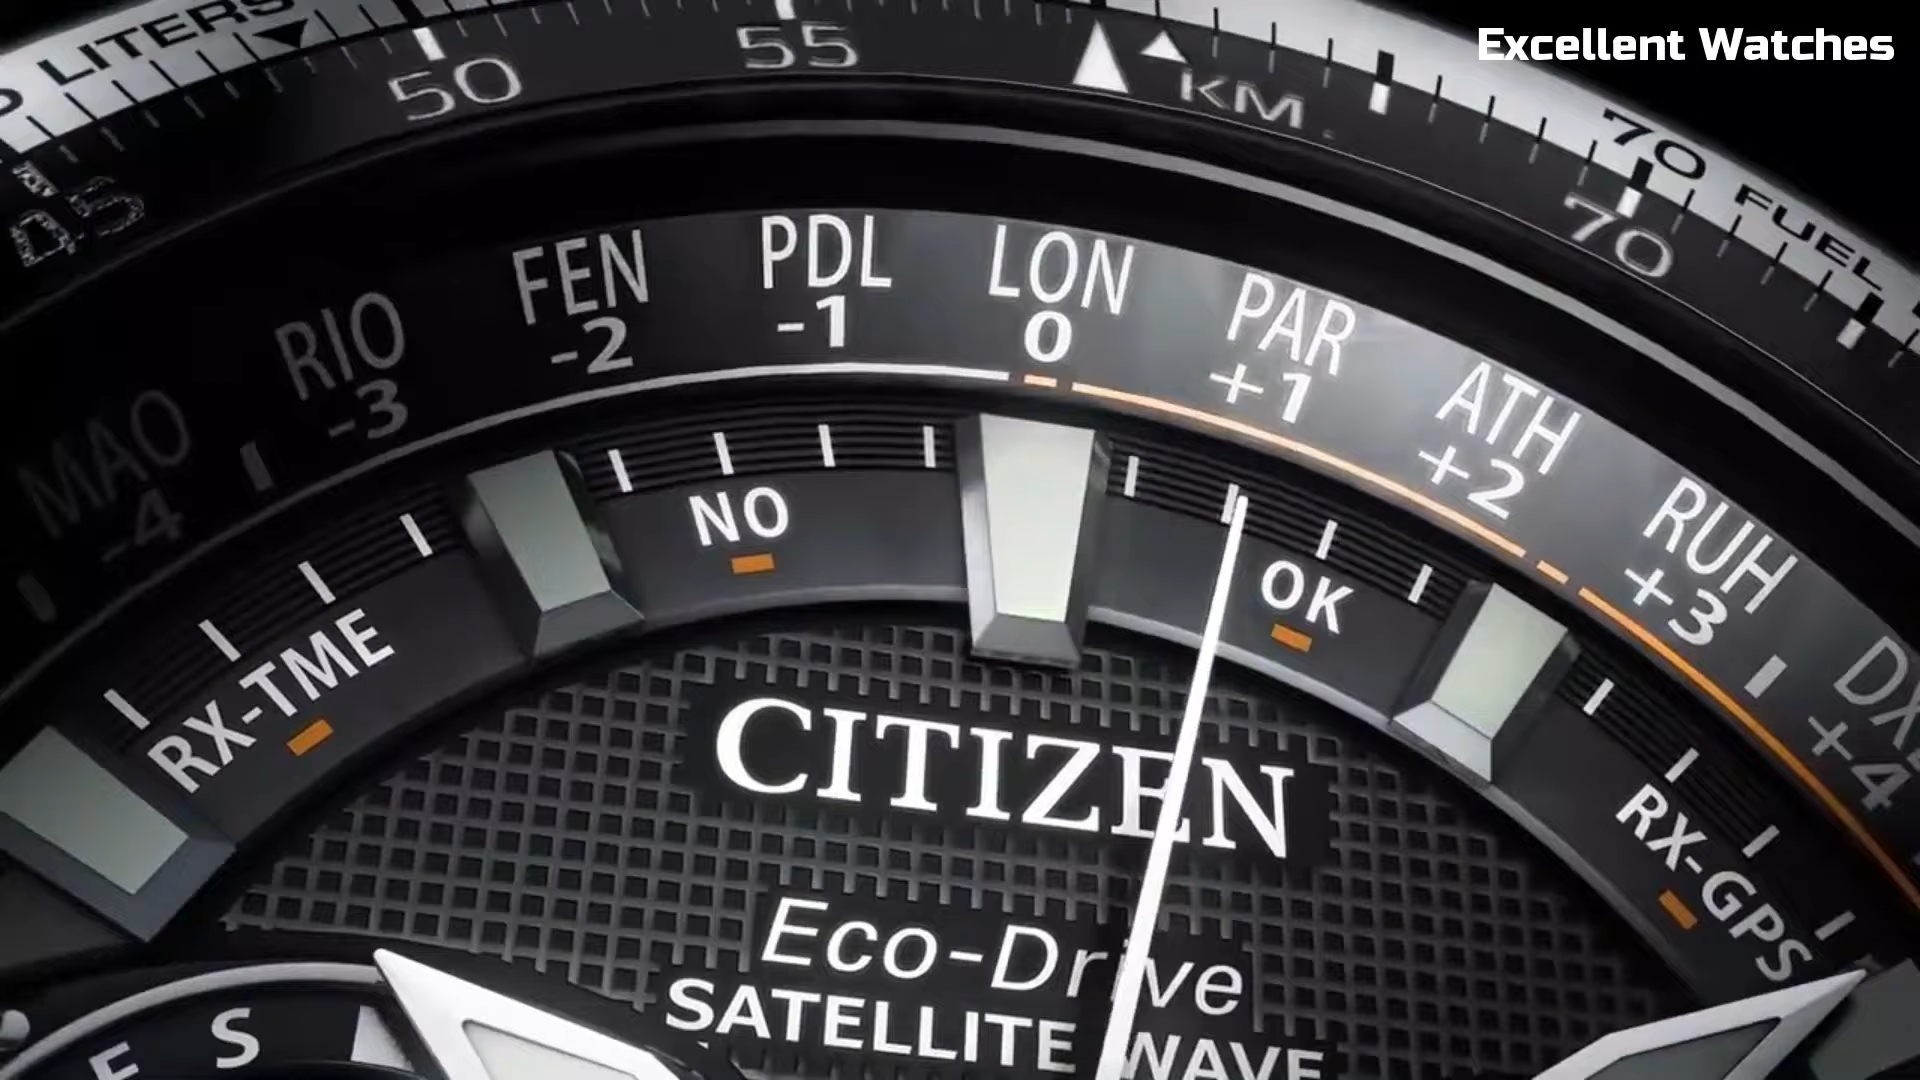 Excellent Watches
LITERS
45
50
55
KM.
70
70
FUEL
MAO
-4
RIO
-3
FEN
-2
PDL
-1
LON
0
PAR
+1
ATH
+2
RUH
+3
+4
RX-TME
NO
OK
RX-GPS
CITIZEN
Eco-Drive
SATELLITE WAVE
S